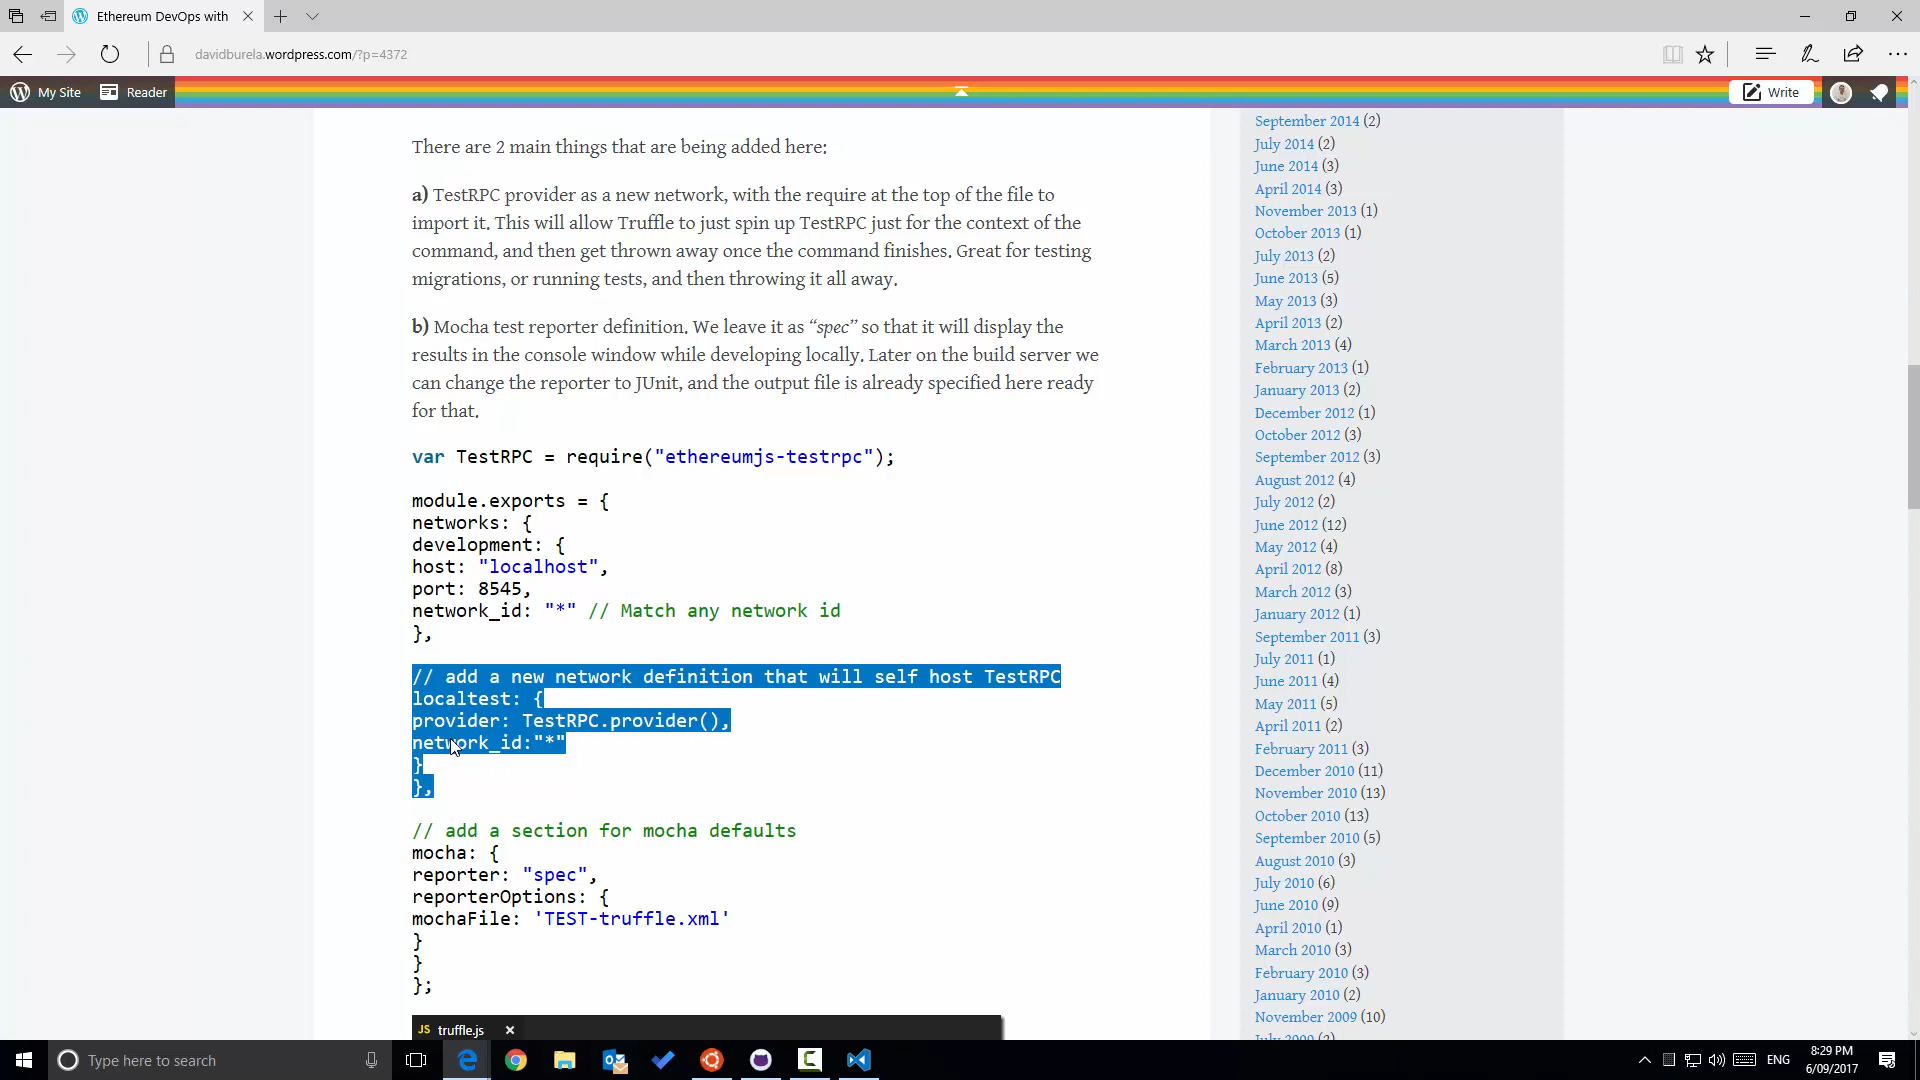 Ethereum DevOps with
davidburela.wordpress.com/?p=4372
My Site
Reader
Write
There are 2 main things that are being added here:
a) TestRPC provider as a new network, with the require at the top of the file to
import it. This will allow Truffle to just spin up TestRPC just for the context of the
command, and then get thrown away once the command finishes. Great for testing
migrations, or running tests, and then throwing it all away.
b) Mocha test reporter definition. We leave it as “spec” so that it will display the
results in the console window while developing locally. Later on the build server we
can change the reporter to JUnit, and the output file is already specified here ready
for that.
var TestRPC = require("ethereumjs-testrpc");
module.exports = {
networks: {
development: {
host: "localhost",
port: 8545,
network_id: "*" // Match any network id
},
// add a new network definition that will self host TestRPC
localtest: {
provider: TestRPC.provider(),
network_id:"*"
}
},
// add a section for mocha defaults
mocha: {
reporter: "spec",
reporterOptions: {
mochaFile: 'TEST-truffle.xml'
}
}
};
JS truffle.js
September 2014 (2)
July 2014 (2)
June 2014 (3)
April 2014 (3)
November 2013 (1)
October 2013 (1)
July 2013 (2)
June 2013 (5)
May 2013 (3)
April 2013 (2)
March 2013 (4)
February 2013 (1)
January 2013 (2)
December 2012 (1)
October 2012 (3)
September 2012 (3)
August 2012 (4)
July 2012 (2)
June 2012 (12)
May 2012 (4)
April 2012 (8)
March 2012 (3)
January 2012 (1)
September 2011 (3)
July 2011 (1)
June 2011 (4)
May 2011 (5)
April 2011 (2)
February 2011 (3)
December 2010 (11)
November 2010 (13)
October 2010 (13)
September 2010 (5)
August 2010 (3)
July 2010 (6)
June 2010 (9)
April 2010 (1)
March 2010 (3)
February 2010 (3)
January 2010 (2)
November 2009 (10)
Type here to search
ENG
8:29 PM
6/09/2017